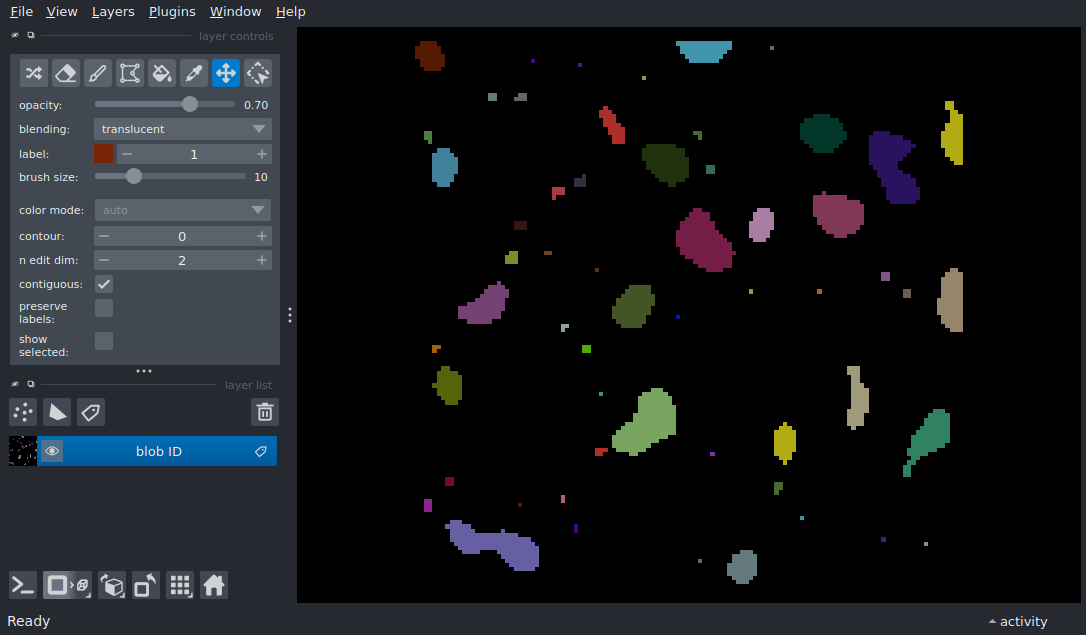 File View Layers Plugins Window Help
layer controls
opacity: 0.70
blending: translucent
label: 1
brush size: 10
color mode: auto
contour: 0
n edit dim: 2
contiguous:
preserve
labels:
show
selected:
layer list
blob ID
Ready
activity